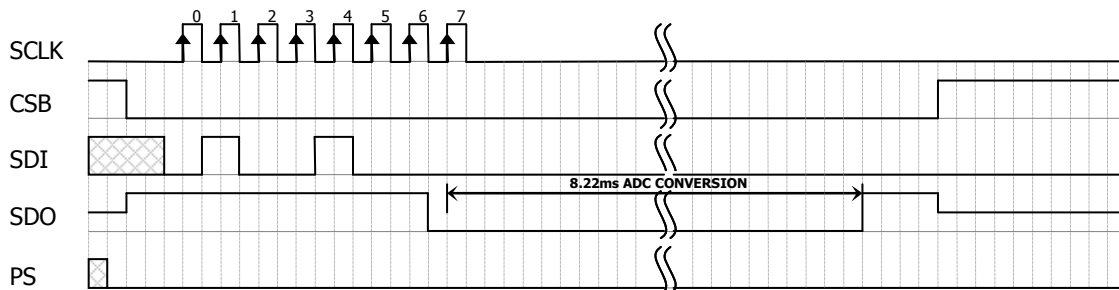 0 1 2 3 4 5 6 7
SCLK
CSB
SDI
8.22ms ADC CONVERSION
SDO
PS